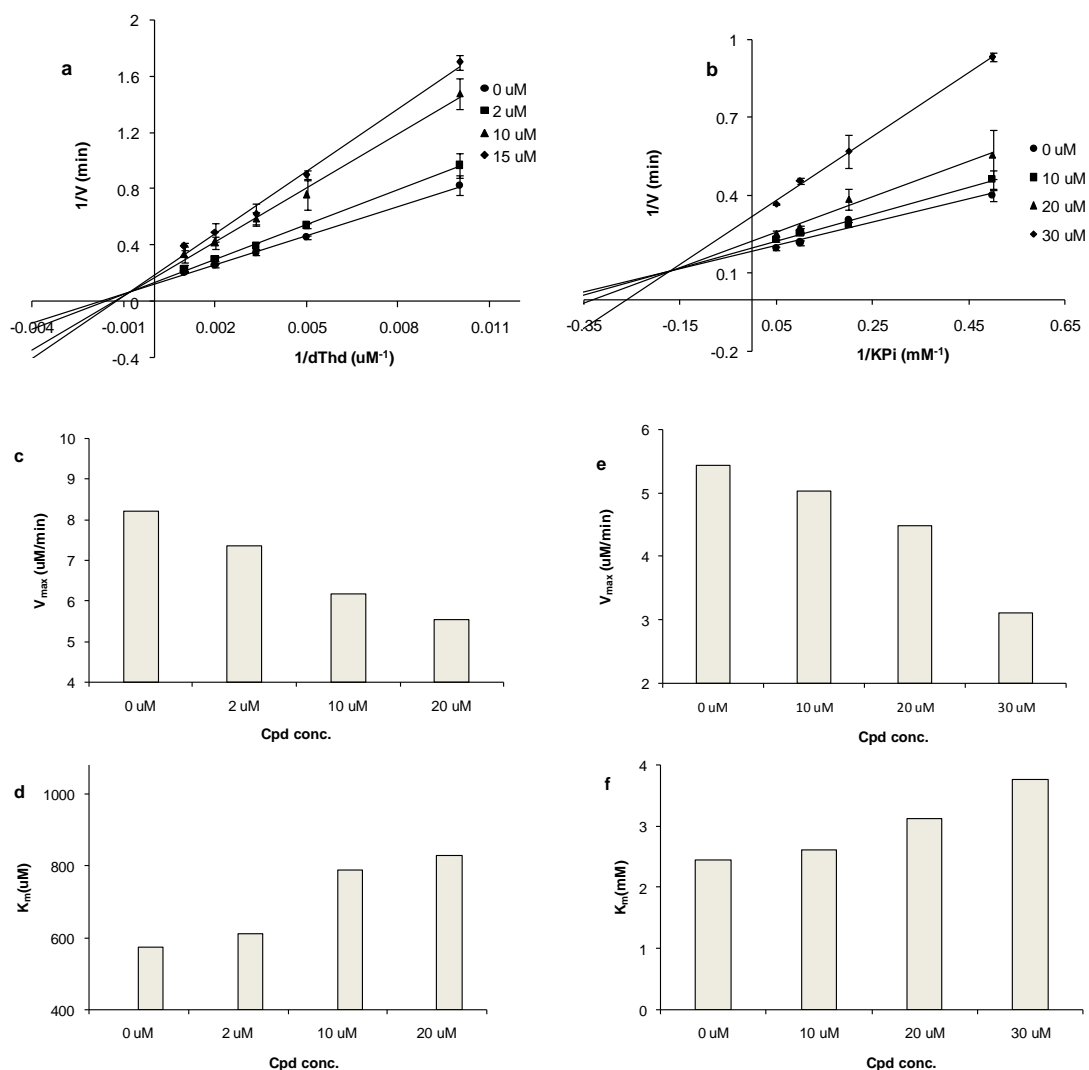 a
2
1.6
1.2
0.8
0.4
0
-0.4
-0.004
-0.001
0.002
0.005
0.008
0.011
1/V (min)
1/dThd (uM-1)
0 uM
2 uM
10 uM
15 uM
b
1
0.7
0.4
0.1
-0.2
-0.35
-0.15
0.05
0.25
0.45
0.65
1/V (min)
1/KPi (mM-1)
0 uM
10 uM
20 uM
30 uM
c
10
9
8
7
6
5
4
Vmax (uM/min)
0 uM
2 uM
10 uM
20 uM
Cpd conc.
e
6
5
4
3
2
Vmax (uM/min)
0 uM
10 uM
20 uM
30 uM
Cpd conc.
d
1000
800
600
400
Km(uM)
0 uM
2 uM
10 uM
20 uM
Cpd conc.
f
4
3
2
1
0
Km(mM)
0 uM
10 uM
20 uM
30 uM
Cpd conc.